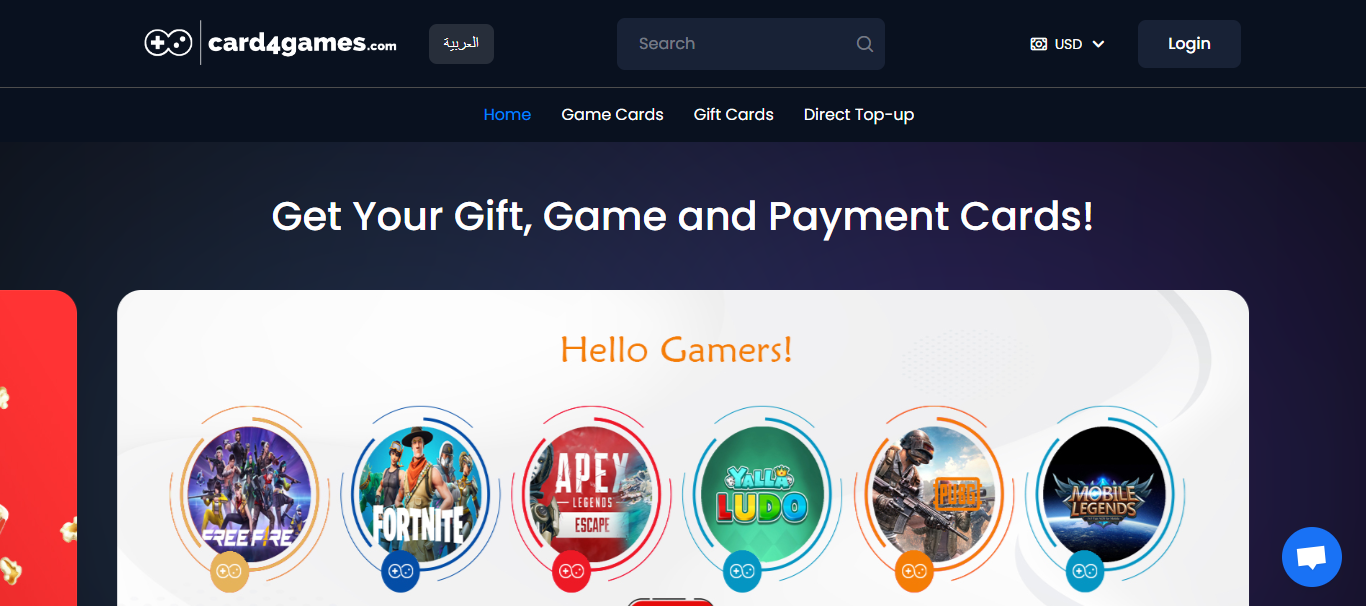 card4games.com
العربية
Search
USD
Login
Home
Game Cards
Gift Cards
Direct Top-up
Get Your Gift, Game and Payment Cards!
Hello Gamers!
FREE FIRE
FORTNITE
APEX
LEGENDS
ESCAPE
YALLA
LUDO
PUBG
MOBILE
LEGENDS